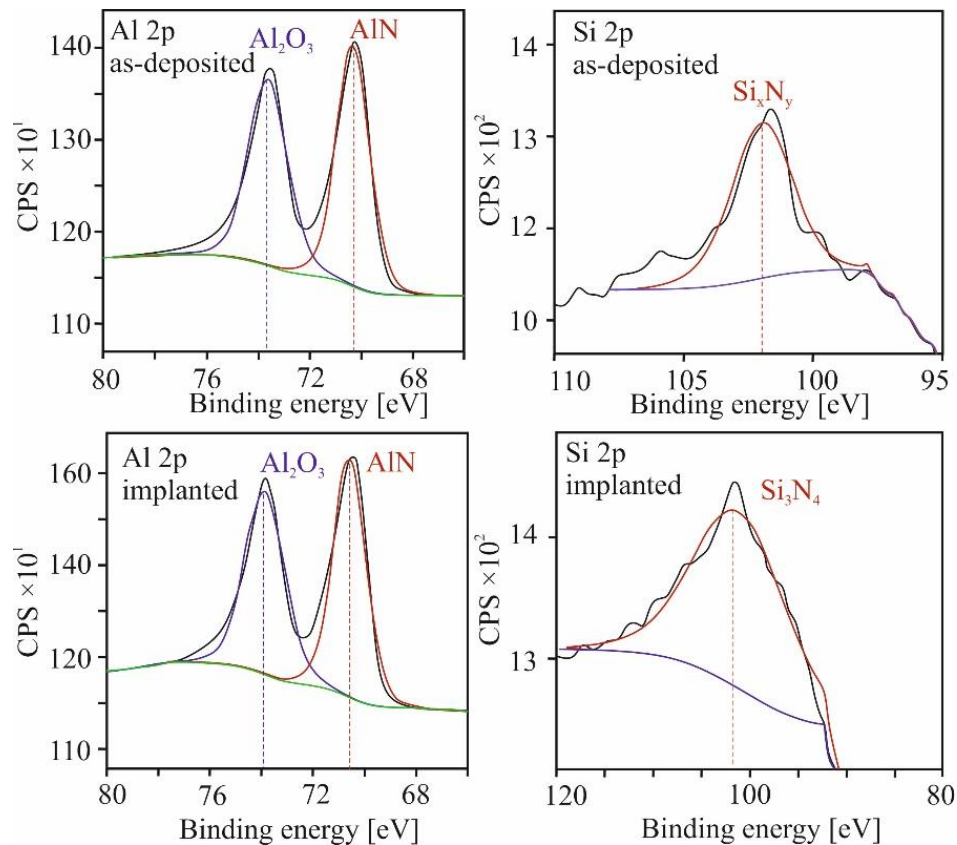 Al 2p
as-deposited
Al₂O₃
AlN
140
130
120
110
CPS ×10¹
80
76
72
68
Binding energy [eV]
Si 2p
as-deposited
SiₓNᵧ
14
13
12
10
CPS ×10²
110
105
100
95
Binding energy [eV]
Al 2p
implanted
Al₂O₃
AlN
160
140
120
110
CPS ×10¹
80
76
72
68
Binding energy [eV]
Si 2p
implanted
Si₃N₄
14
13
CPS ×10²
120
100
80
Binding energy [eV]